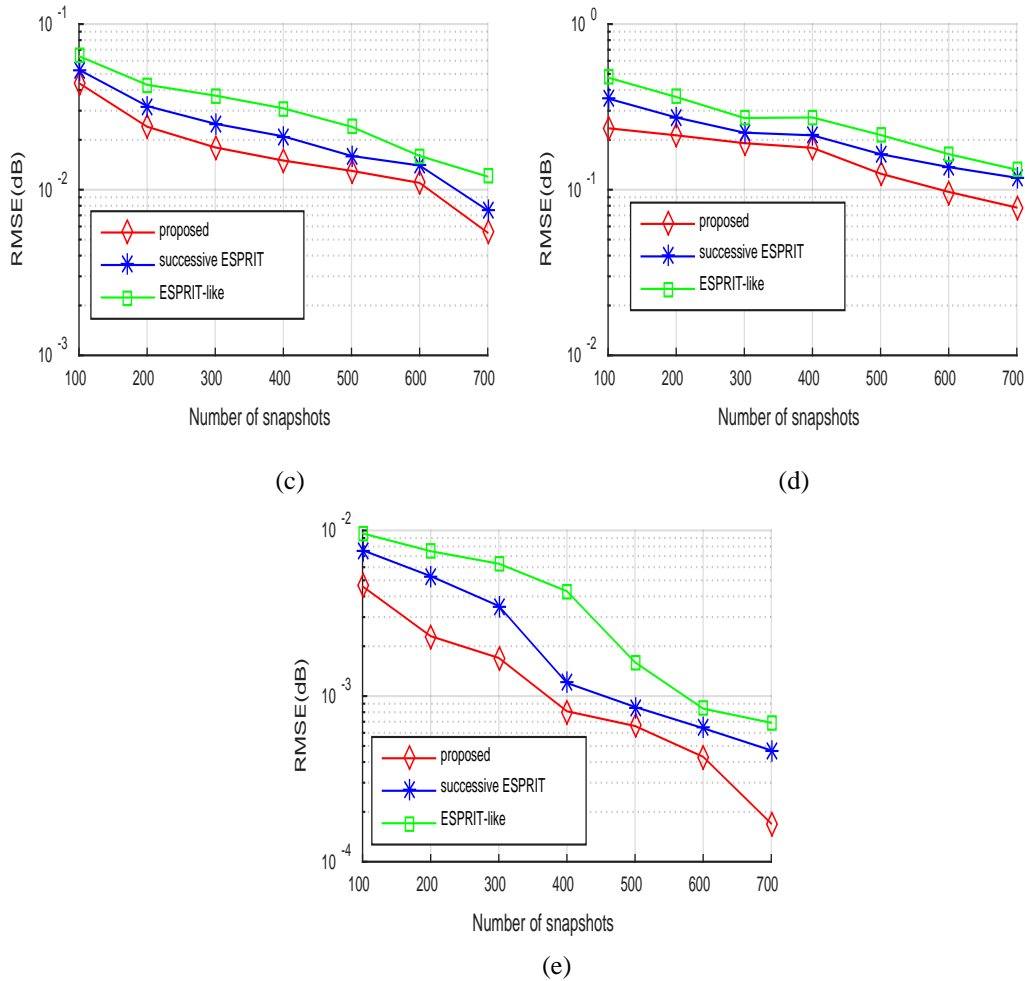 10 -1
10 -2
10 -3
RMSE(dB)
proposed
successive ESPRIT
ESPRIT-like
100 200 300 400 500 600 700
Number of snapshots
(c)
10 0
10 -1
10 -2
RMSE(dB)
proposed
successive ESPRIT
ESPRIT-like
100 200 300 400 500 600 700
Number of snapshots
(d)
10 -2
10 -3
10 -4
RMSE(dB)
proposed
successive ESPRIT
ESPRIT-like
100 200 300 400 500 600 700
Number of snapshots
(e)